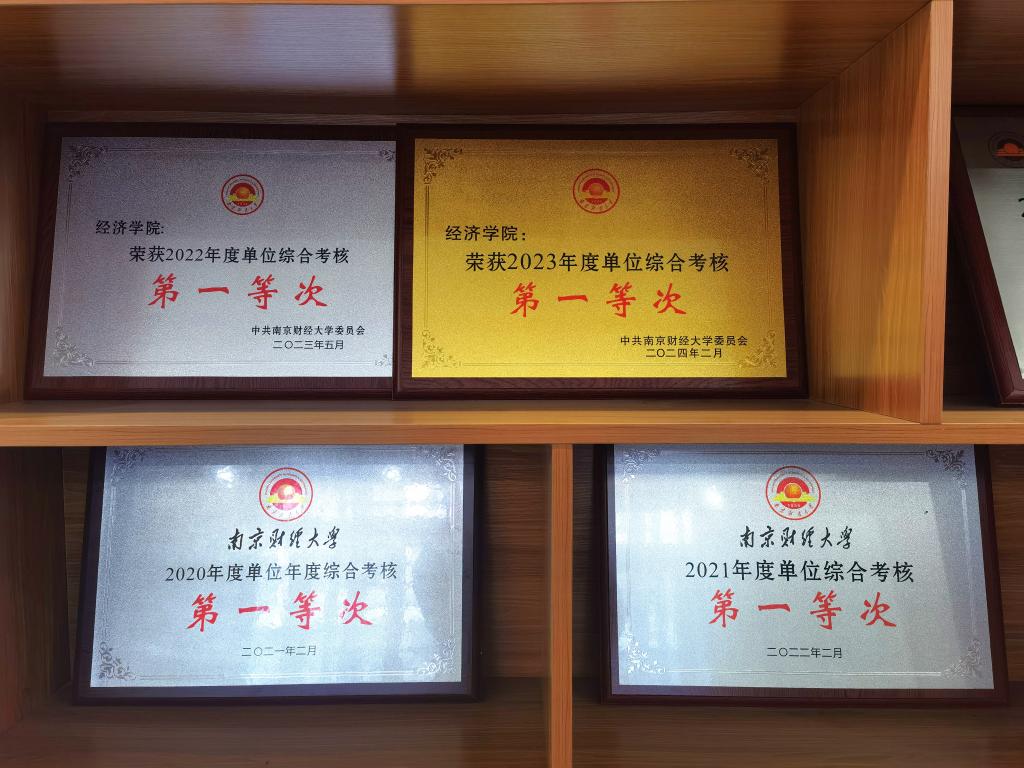 经济学院:
荣获2022年度单位综合考核
第一等次
中共南京财经大学委员会
二〇二三年五月
经济学院：
荣获2023年度单位综合考核
第一等次
中共南京财经大学委员会
二〇二四年二月
南京财经大学
2020年度单位年度综合考核
第一等次
二〇二一年二月
南京财经大学
2021年度单位综合考核
第一等次
二〇二二年二月